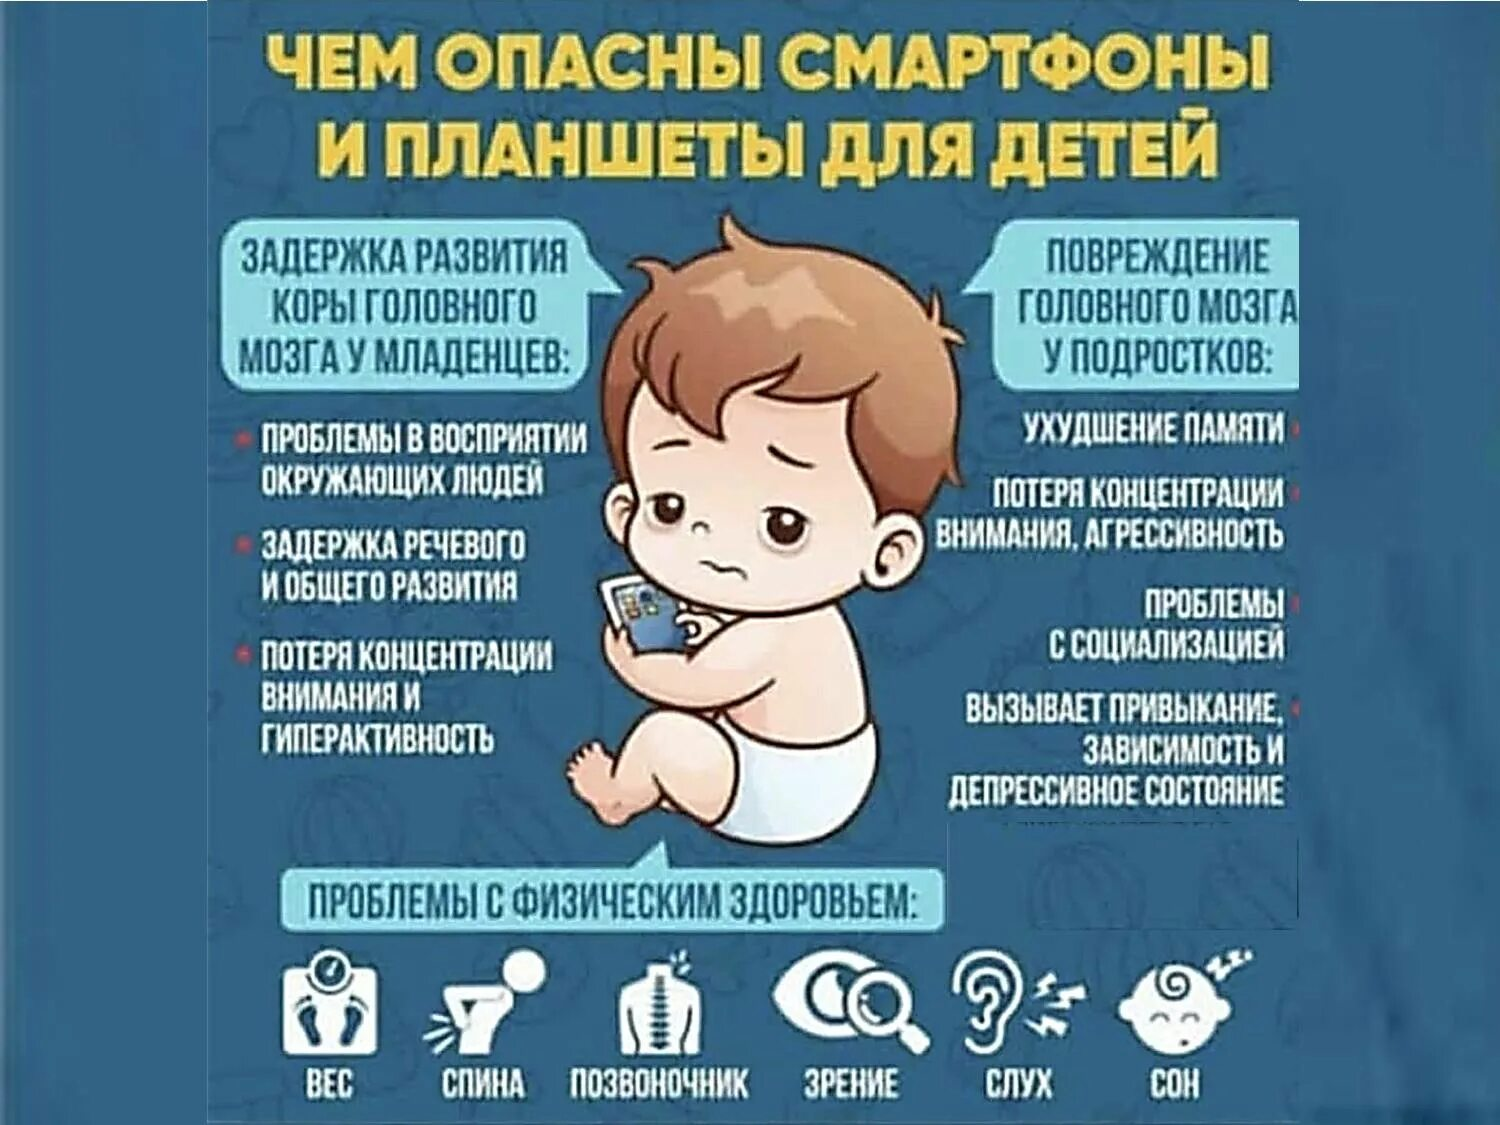 ЧЕМ ОПАСНЫ СМАРТФОНЫ
И ПЛАНШЕТЫ ДЛЯ ДЕТЕЙ
ЗАДЕРЖКА РАЗВИТИЯ
КОРЫ ГОЛОВНОГО
МОЗГА У МЛАДЕНЦЕВ:
ПРОБЛЕМЫ В ВОСПРИЯТИИ
ОКРУЖАЮЩИХ ЛЮДЕЙ
ЗАДЕРЖКА РЕЧЕВОГО
И ОБЩЕГО РАЗВИТИЯ
ПОТЕРЯ КОНЦЕНТРАЦИИ
ВНИМАНИЯ И
ГИПЕРАКТИВНОСТЬ
ПОВРЕЖДЕНИЕ
ГОЛОВНОГО МОЗГА
У ПОДРОСТКОВ:
УХУДШЕНИЕ ПАМЯТИ
ПОТЕРЯ КОНЦЕНТРАЦИИ
ВНИМАНИЯ, АГРЕССИВНОСТЬ
ПРОБЛЕМЫ
С СОЦИАЛИЗАЦИЕЙ
ВЫЗЫВАЕТ ПРИВЫКАНИЕ,
ЗАВИСИМОСТЬ И
ДЕПРЕССИВНОЕ СОСТОЯНИЕ
ПРОБЛЕМЫ С ФИЗИЧЕСКИМ ЗДОРОВЬЕМ:
ВЕС
СПИНА
ПОЗВОНОЧНИК
ЗРЕНИЕ
СЛУХ
СОН